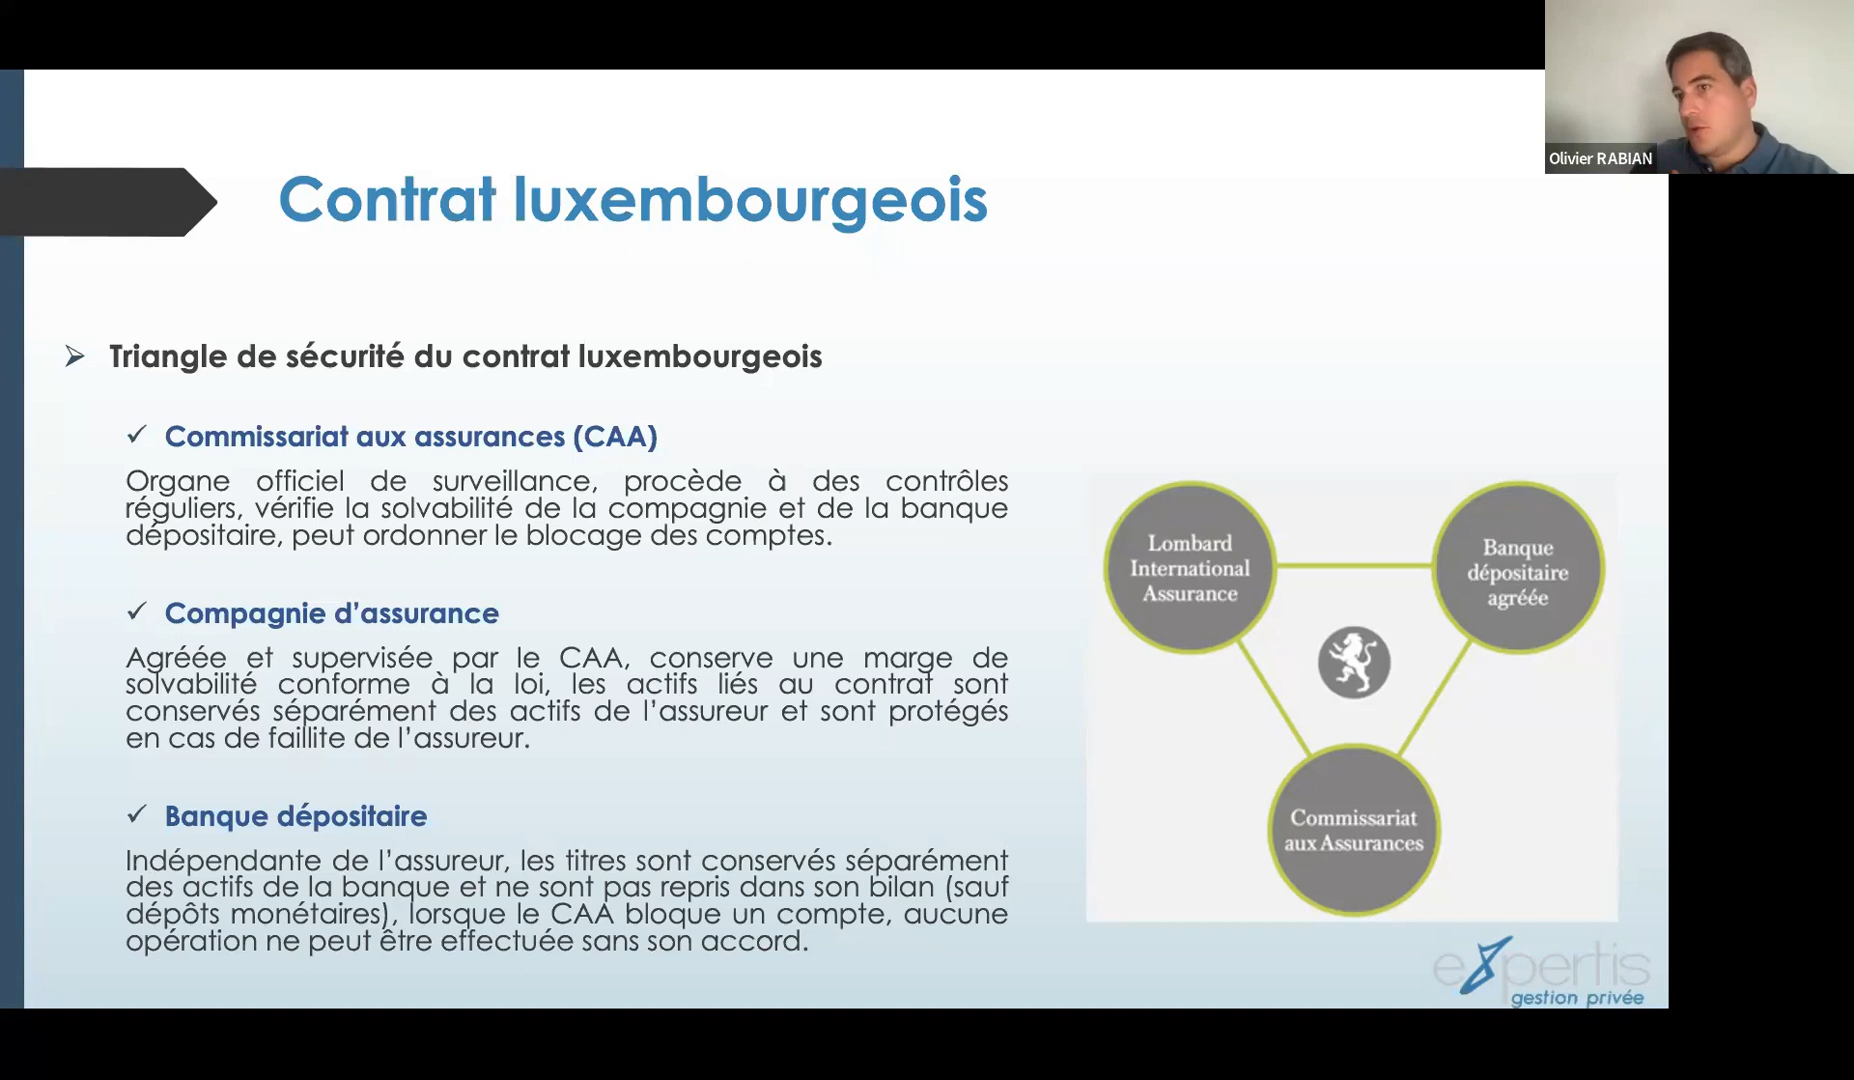 Olivier RABIAN
Contrat luxembourgeois
Triangle de sécurité du contrat luxembourgeois
Commissariat aux assurances (CAA)
Organe officiel de surveillance, procède à des contrôles
réguliers, vérifie la solvabilité de la compagnie et de la banque
dépositaire, peut ordonner le blocage des comptes.
Compagnie d’assurance
Agréée et supervisée par le CAA, conserve une marge de
solvabilité conforme à la loi, les actifs liés au contrat sont
conservés séparément des actifs de l’assureur et sont protégés
en cas de faillite de l’assureur.
Banque dépositaire
Indépendante de l’assureur, les titres sont conservés séparément
des actifs de la banque et ne sont pas repris dans son bilan (sauf
dépôts monétaires), lorsque le CAA bloque un compte, aucune
opération ne peut être effectuée sans son accord.
Lombard
International
Assurance
Banque
dépositaire
agréée
Commissariat
aux Assurances
expertis
gestion privée